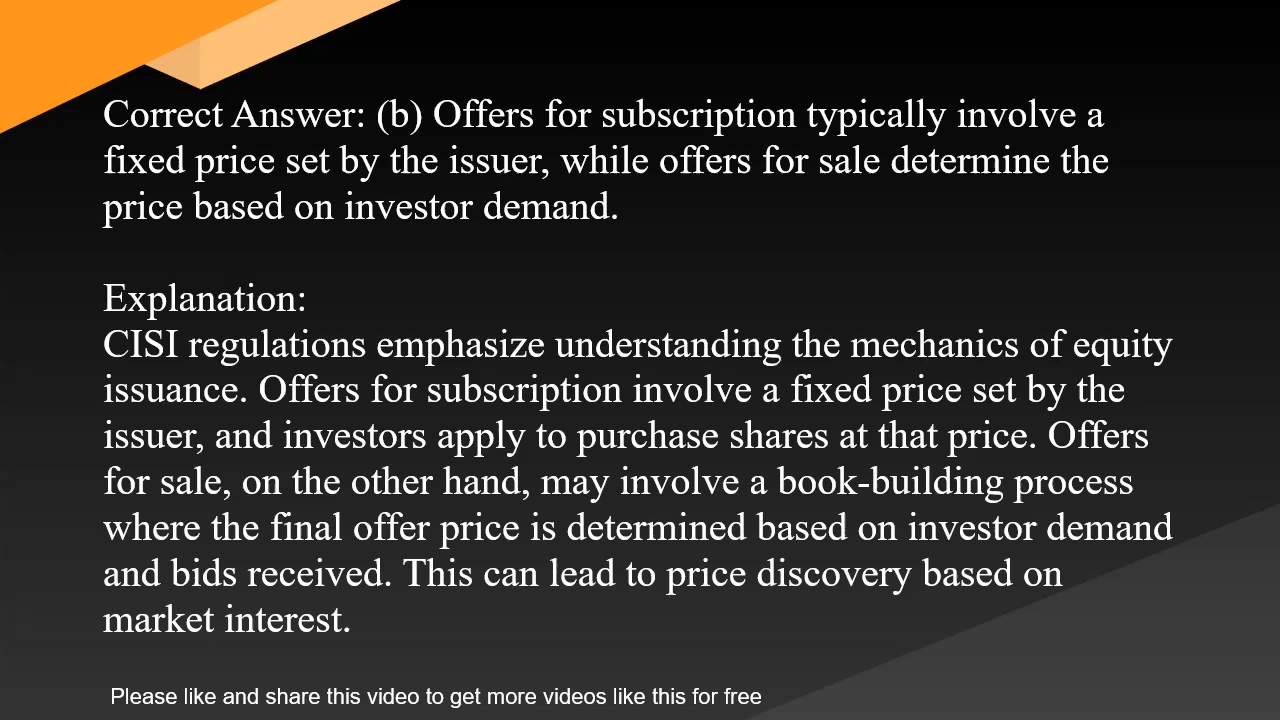 Correct Answer: (b) Offers for subscription typically involve a
fixed price set by the issuer, while offers for sale determine the
price based on investor demand.
Explanation:
CISI regulations emphasize understanding the mechanics of equity
issuance. Offers for subscription involve a fixed price set by the
issuer, and investors apply to purchase shares at that price. Offers
for sale, on the other hand, may involve a book-building process
where the final offer price is determined based on investor demand
and bids received. This can lead to price discovery based on
market interest.
Please like and share this video to get more videos like this for free